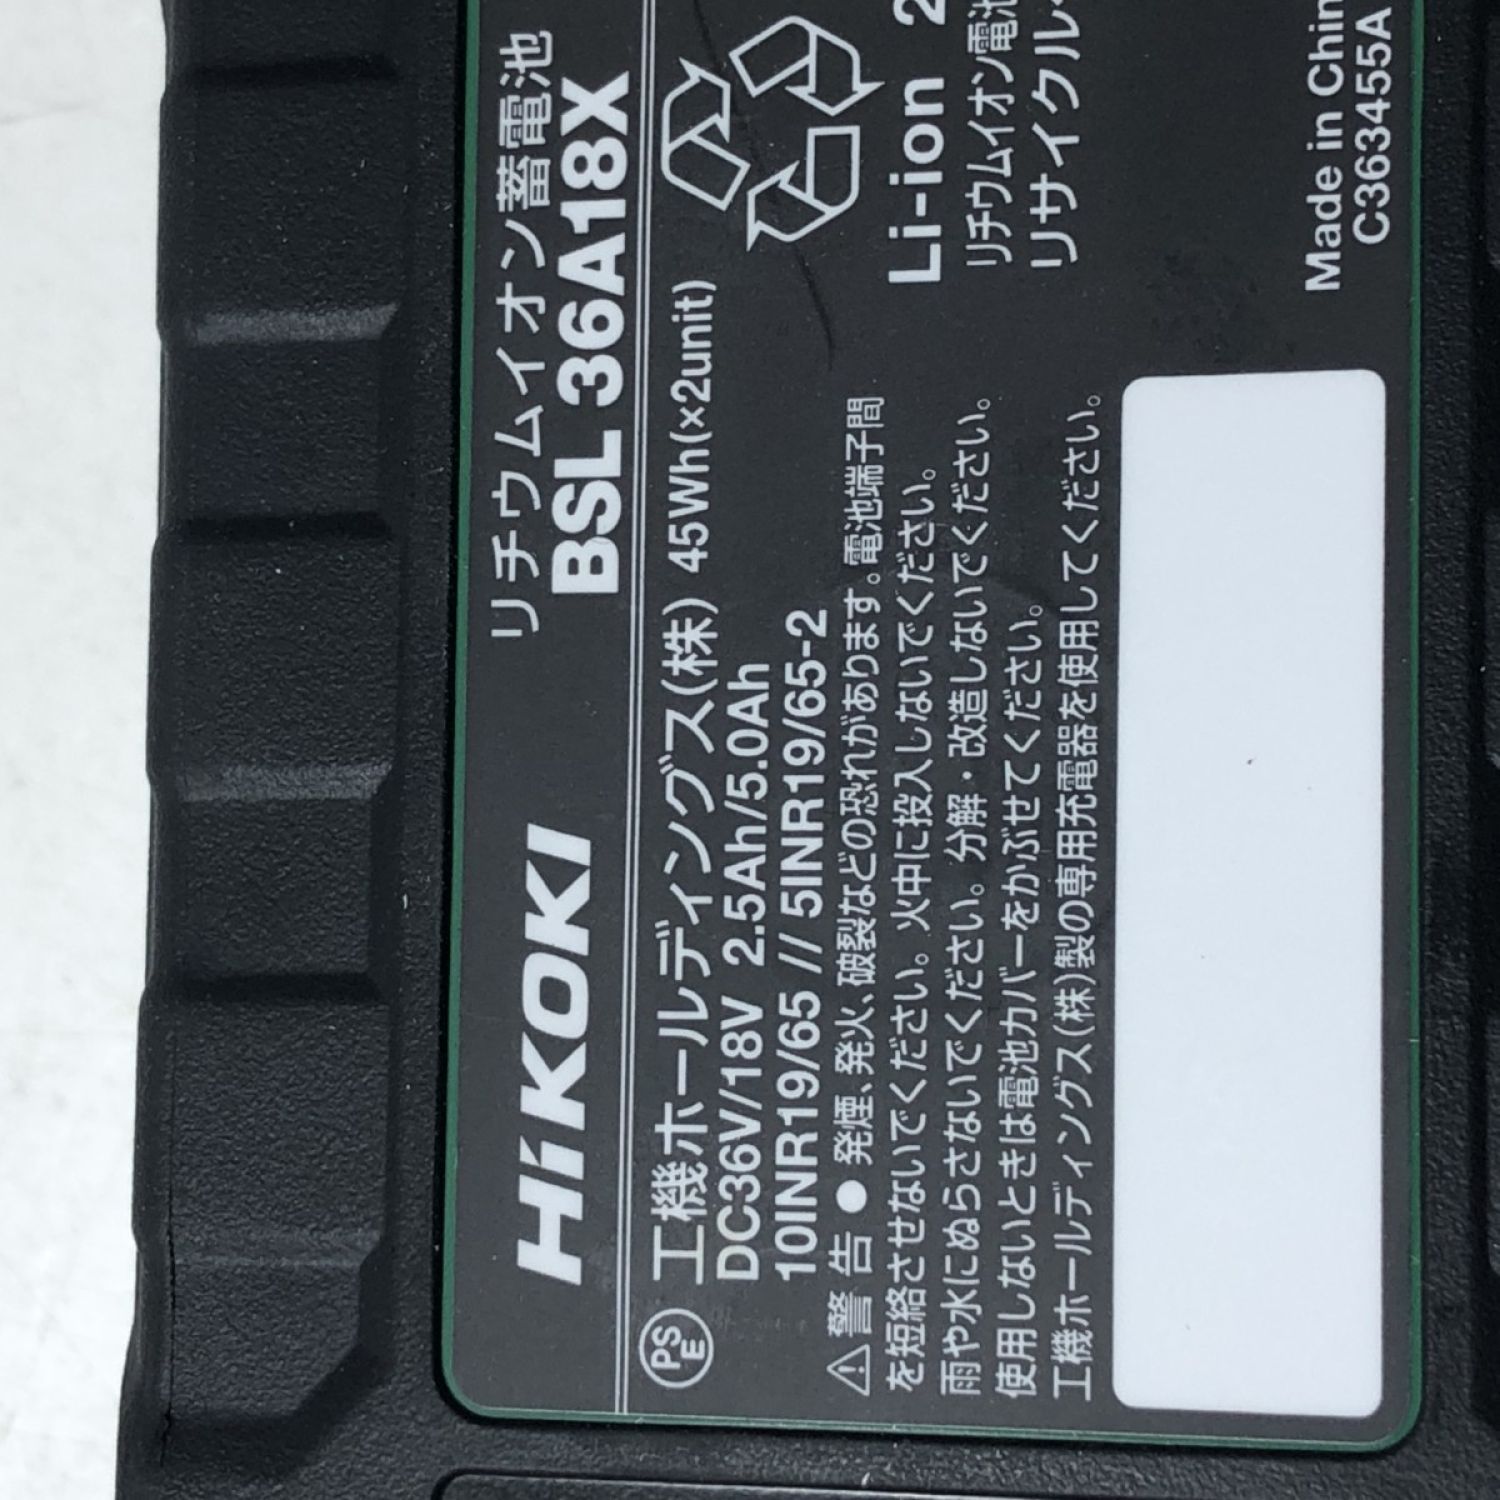 HiKOKI
リチウムイオン蓄電池
BSL 36A18X
PSE
工機ホールディングス(株) 45Wh(×2unit)
DC36V/18V 2.5Ah/5.0Ah
10INR19/65 // 5INR19/65-2
⚠警告 ● 発煙、発火、破裂などの恐れがあります。電池端子間
を短絡させないでください。火中に投入しないでください。
雨や水にぬらさないでください。分解・改造しないでください。
使用しないときは電池カバーをかぶせてください。
工機ホールディングス(株)製の専用充電器を使用してください。
Li-ion 2
リチウムイオン電池
リサイクル
Made in Chin
C363455A